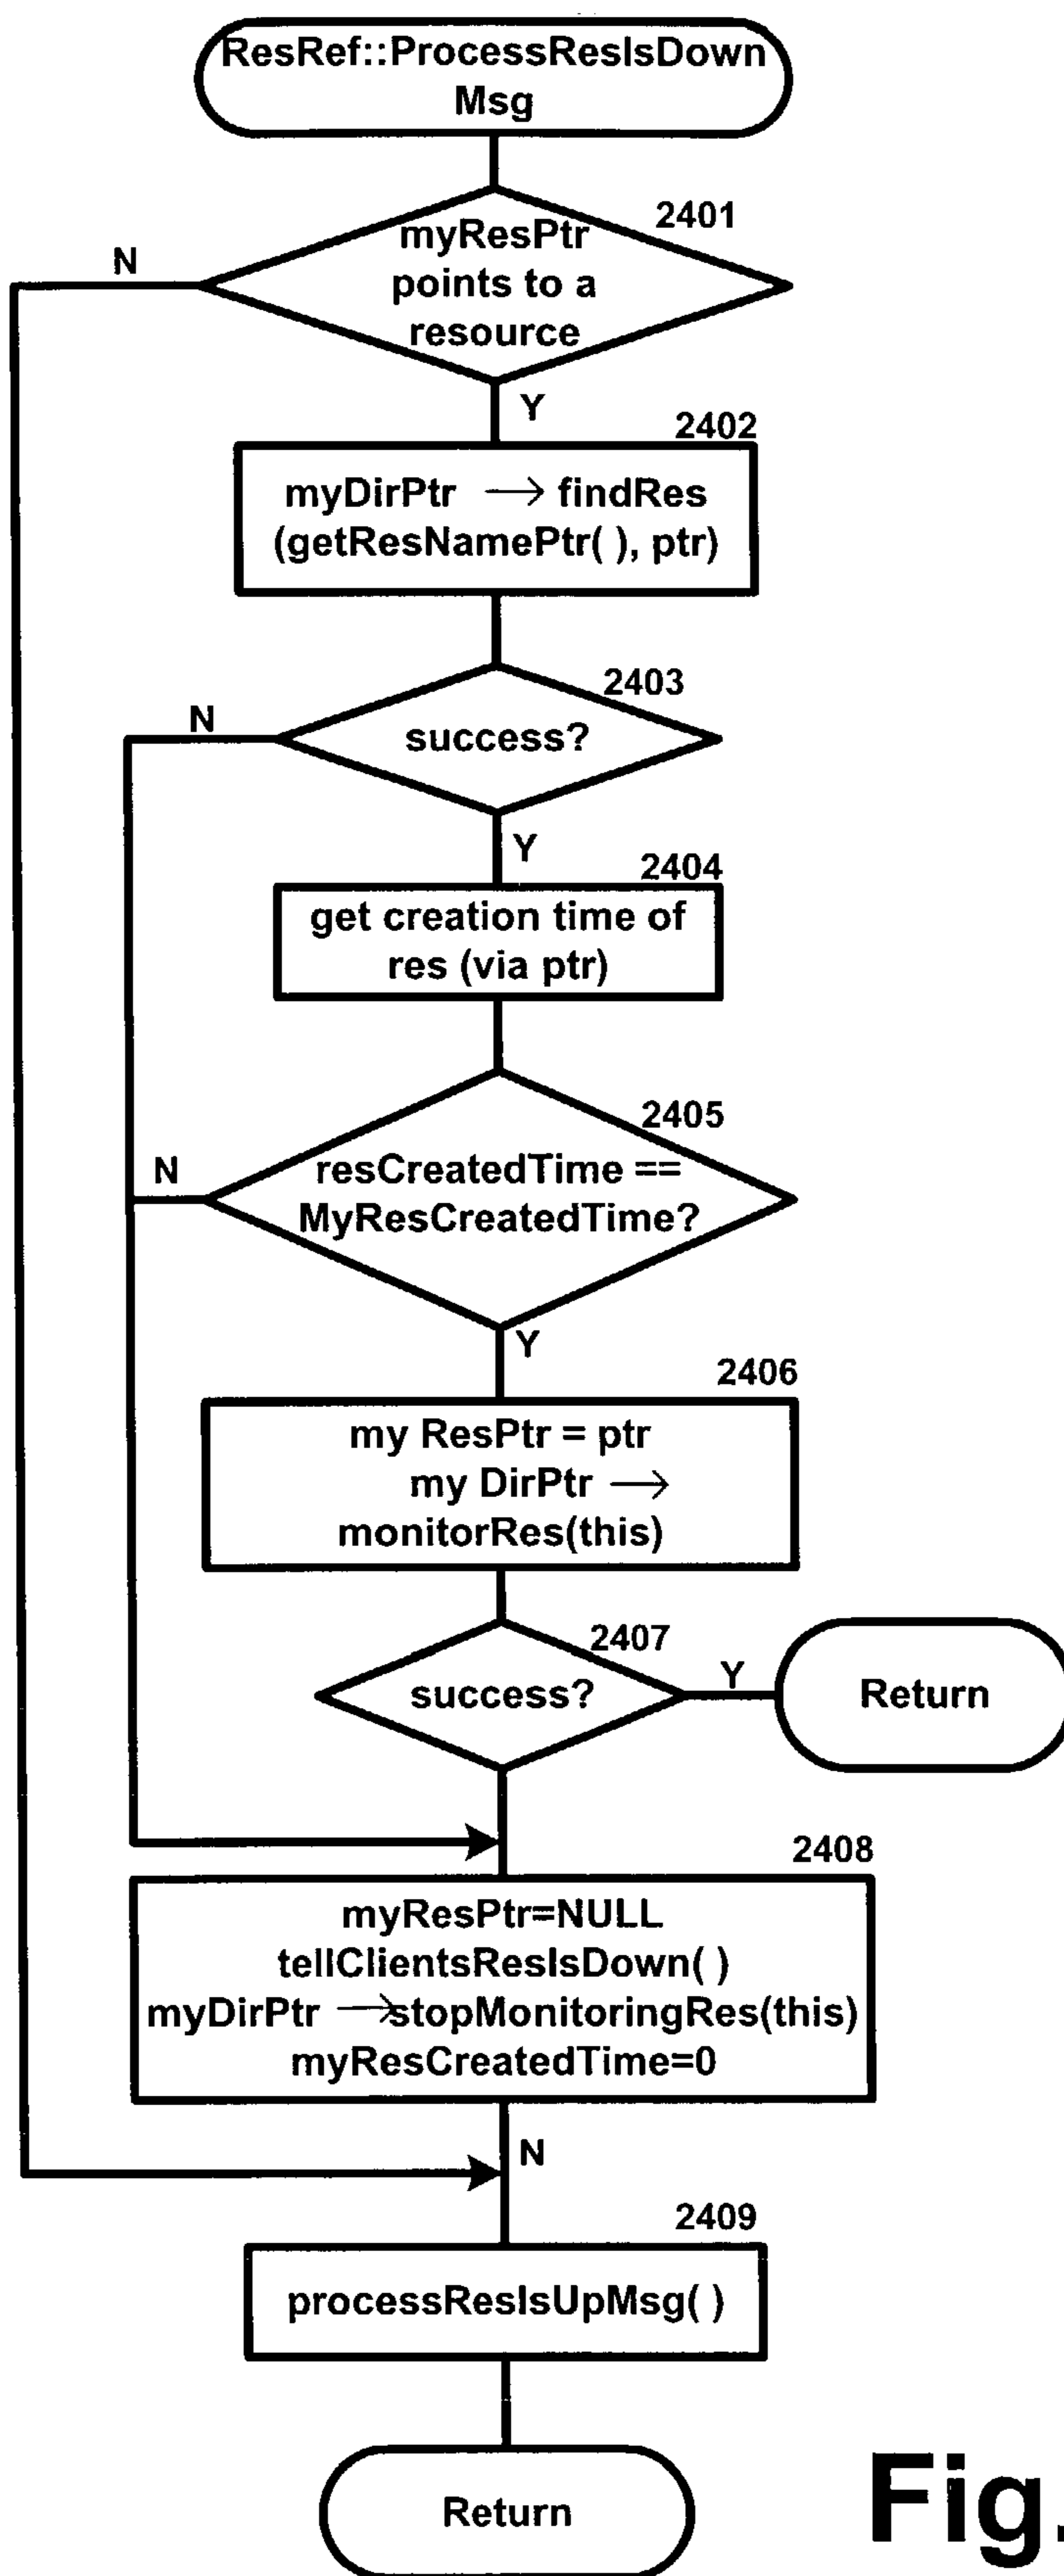 ResRef::ProcessResIsDown
Msg
2401
N
myResPtr
points to a
resource
Y
2402
myDirPtr → findRes
(getResNamePtr( ), ptr)
2403
N
success?
Y
2404
get creation time of
res (via ptr)
2405
N
resCreatedTime ==
MyResCreatedTime?
Y
2406
my ResPtr = ptr
my DirPtr →
monitorRes(this)
2407
success?
Y
Return
2408
myResPtr=NULL
tellClientsResIsDown( )
myDirPtr →stopMonitoringRes(this)
myResCreatedTime=0
N
2409
processResIsUpMsg( )
Return
Fig.